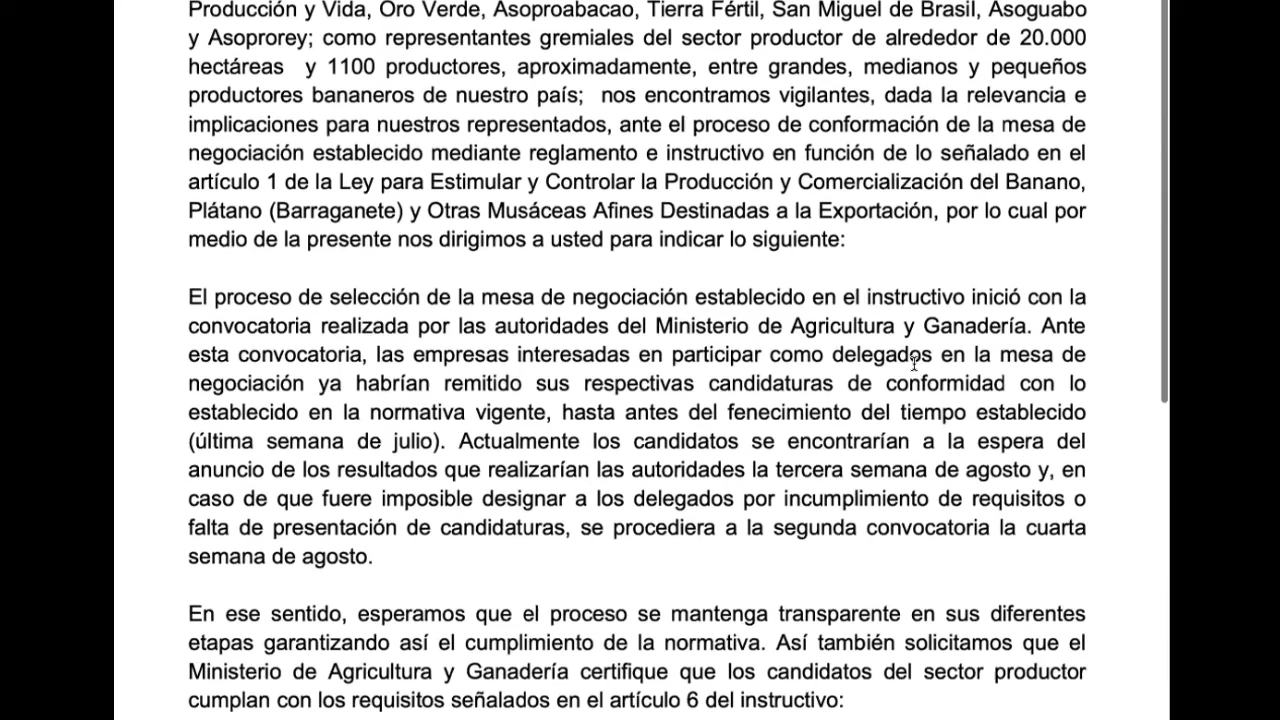 Producción y Vida, Oro Verde, Asoproabacao, Tierra Fértil, San Miguel de Brasil, Asoguabo
y Asoprorey; como representantes gremiales del sector productor de alrededor de 20.000
hectáreas y 1100 productores, aproximadamente, entre grandes, medianos y pequeños
productores bananeros de nuestro país; nos encontramos vigilantes, dada la relevancia e
implicaciones para nuestros representados, ante el proceso de conformación de la mesa de
negociación establecido mediante reglamento e instructivo en función de lo señalado en el
artículo 1 de la Ley para Estimular y Controlar la Producción y Comercialización del Banano,
Plátano (Barraganete) y Otras Musáceas Afines Destinadas a la Exportación, por lo cual por
medio de la presente nos dirigimos a usted para indicar lo siguiente:
El proceso de selección de la mesa de negociación establecido en el instructivo inició con la
convocatoria realizada por las autoridades del Ministerio de Agricultura y Ganadería. Ante
esta convocatoria, las empresas interesadas en participar como delegados en la mesa de
negociación ya habrían remitido sus respectivas candidaturas de conformidad con lo
establecido en la normativa vigente, hasta antes del fenecimiento del tiempo establecido
(última semana de julio). Actualmente los candidatos se encontrarían a la espera del
anuncio de los resultados que realizarían las autoridades la tercera semana de agosto y, en
caso de que fuere imposible designar a los delegados por incumplimiento de requisitos o
falta de presentación de candidaturas, se procediera a la segunda convocatoria la cuarta
semana de agosto.
En ese sentido, esperamos que el proceso se mantenga transparente en sus diferentes
etapas garantizando así el cumplimiento de la normativa. Así también solicitamos que el
Ministerio de Agricultura y Ganadería certifique que los candidatos del sector productor
cumplan con los requisitos señalados en el artículo 6 del instructivo: